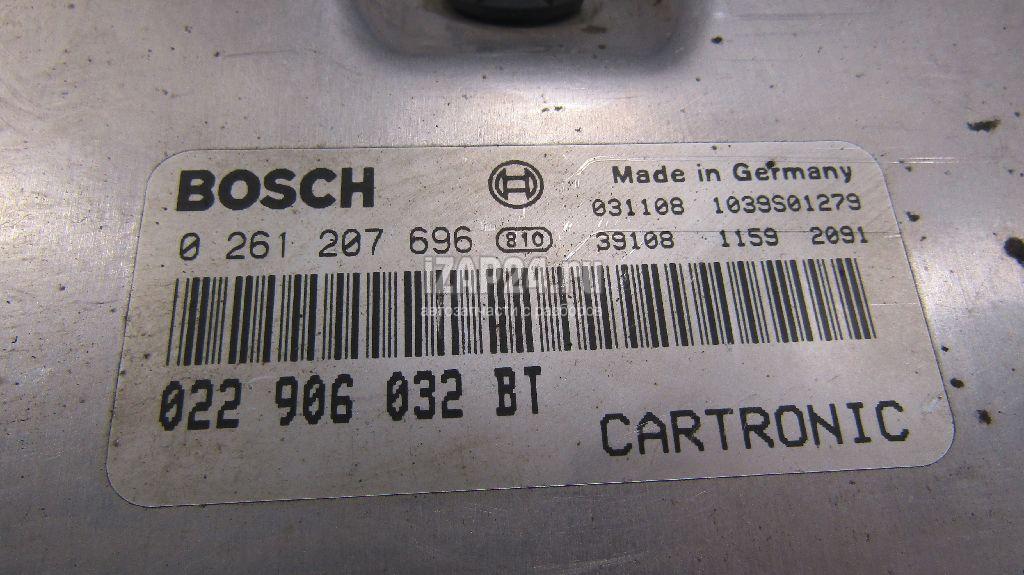 BOSCH
Made in Germany
031108 1039S01279
0 261 207 696 810 39108 1159 2091
iZAP24.ru
автозапчасти с разборов
022 906 032 BT
CARTRONIC